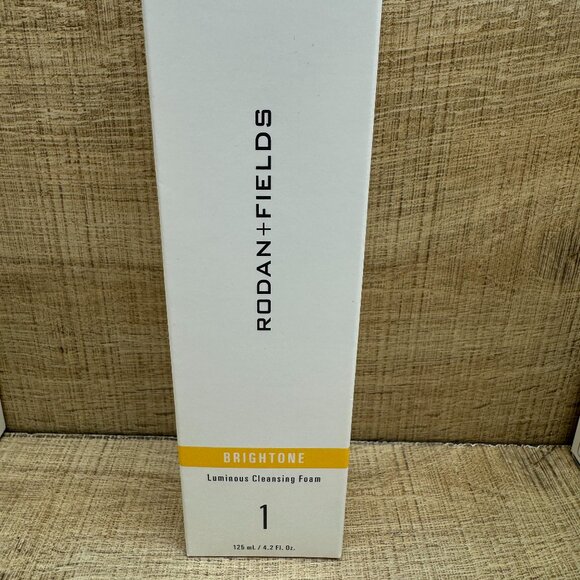 RODAN+FIELDS
BRIGHTONE
Luminous Cleansing Foam
1
125 mL / 4.2 Fl. Oz.